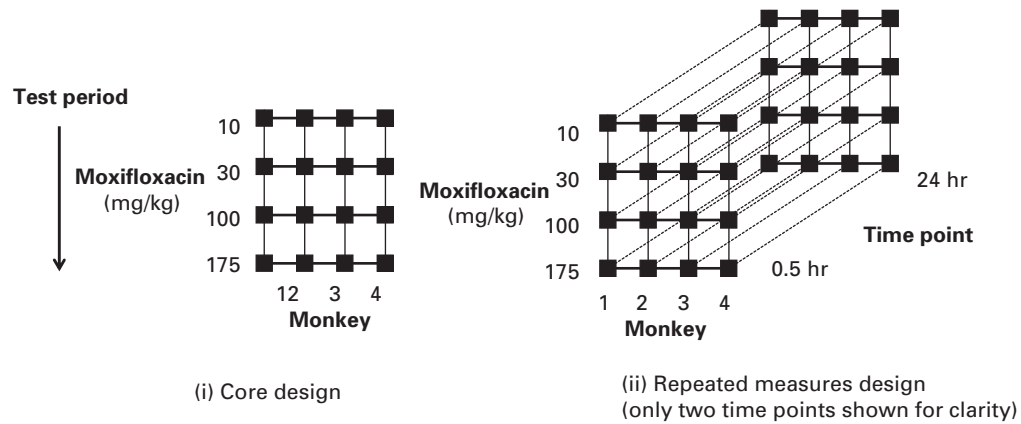 Test period
Moxifloxacin
(mg/kg)
10
30
100
175
12 3 4
Monkey
(i) Core design
Moxifloxacin
(mg/kg)
10
30
100
175
1 2 3 4
Monkey
24 hr
Time point
0.5 hr
(ii) Repeated measures design
(only two time points shown for clarity)